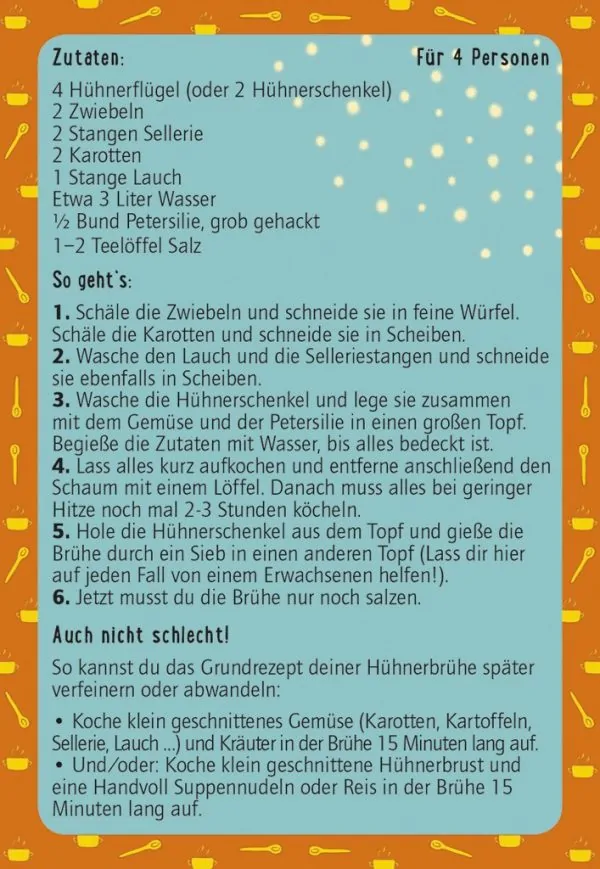 Zutaten: Für 4 Personen
4 Hühnerflügel (oder 2 Hühnerschenkel)
2 Zwiebeln
2 Stangen Sellerie
2 Karotten
1 Stange Lauch
Etwa 3 Liter Wasser
½ Bund Petersilie, grob gehackt
1–2 Teelöffel Salz
So geht's:
1. Schäle die Zwiebeln und schneide sie in feine Würfel.
Schäle die Karotten und schneide sie in Scheiben.
2. Wasche den Lauch und die Selleriestangen und schneide
sie ebenfalls in Scheiben.
3. Wasche die Hühnerschenkel und lege sie zusammen
mit dem Gemüse und der Petersilie in einen großen Topf.
Begieße die Zutaten mit Wasser, bis alles bedeckt ist.
4. Lass alles kurz aufkochen und entferne anschließend den
Schaum mit einem Löffel. Danach muss alles bei geringer
Hitze noch mal 2-3 Stunden köcheln.
5. Hole die Hühnerschenkel aus dem Topf und gieße die
Brühe durch ein Sieb in einen anderen Topf (Lass dir hier
auf jeden Fall von einem Erwachsenen helfen!).
6. Jetzt musst du die Brühe nur noch salzen.
Auch nicht schlecht!
So kannst du das Grundrezept deiner Hühnerbrühe später
verfeinern oder abwandeln:
• Koche klein geschnittenes Gemüse (Karotten, Kartoffeln,
Sellerie, Lauch ...) und Kräuter in der Brühe 15 Minuten lang auf.
• Und/oder: Koche klein geschnittene Hühnerbrust und
eine Handvoll Suppennudeln oder Reis in der Brühe 15
Minuten lang auf.